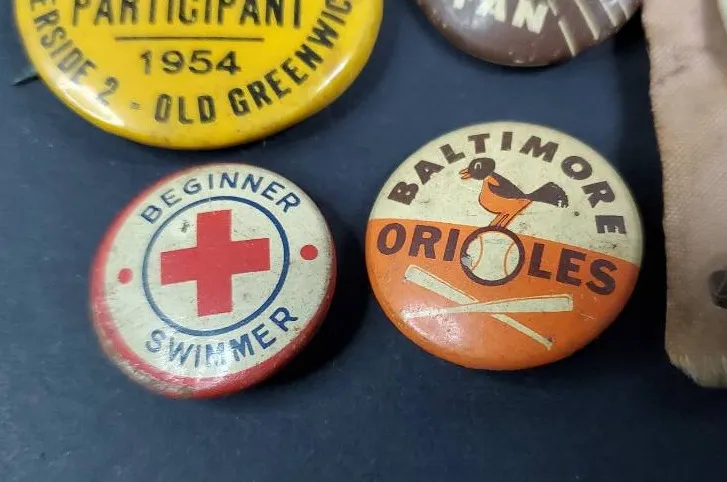 PARTICIPANT
1954
ERSIDE 2 - OLD GREENWIC
FAN
BEGINNER
SWIMMER
BALTIMORE
ORIOLES